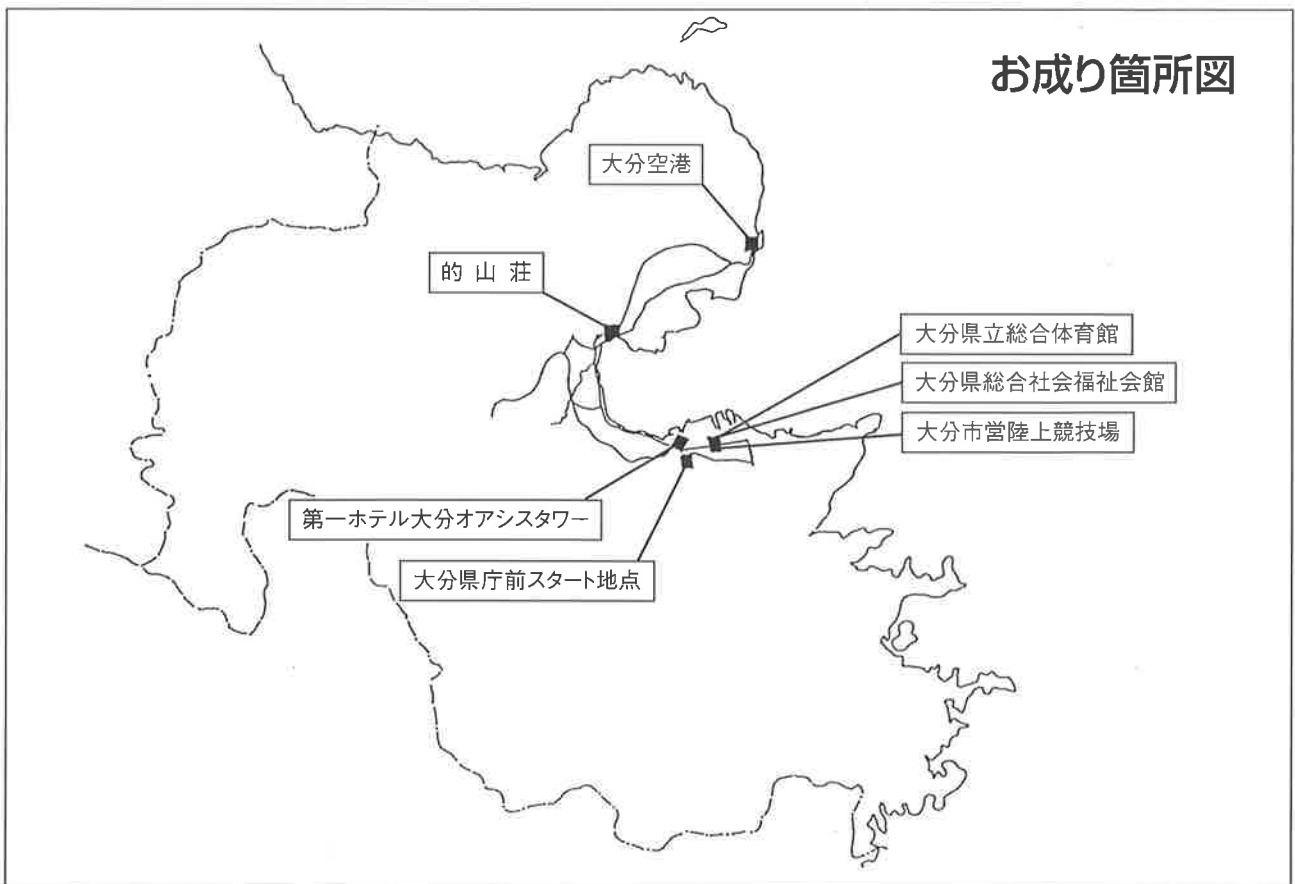 お成り箇所図
大分空港
的山荘
大分県立総合体育館
大分県総合社会福祉会館
大分市営陸上競技場
第一ホテル大分オアシスタワー
大分県庁前スタート地点